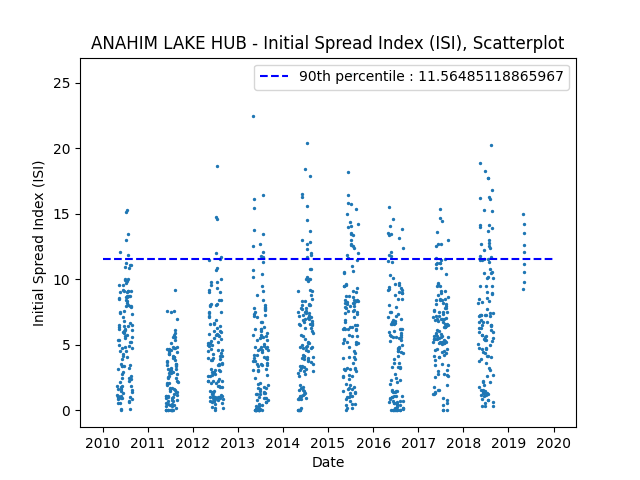 ANAHIM LAKE HUB - Initial Spread Index (ISI), Scatterplot
90th percentile : 11.56485118865967
Initial Spread Index (ISI)
25
20
15
10
5
0
2010 2011 2012 2013 2014 2015 2016 2017 2018 2019 2020
Date